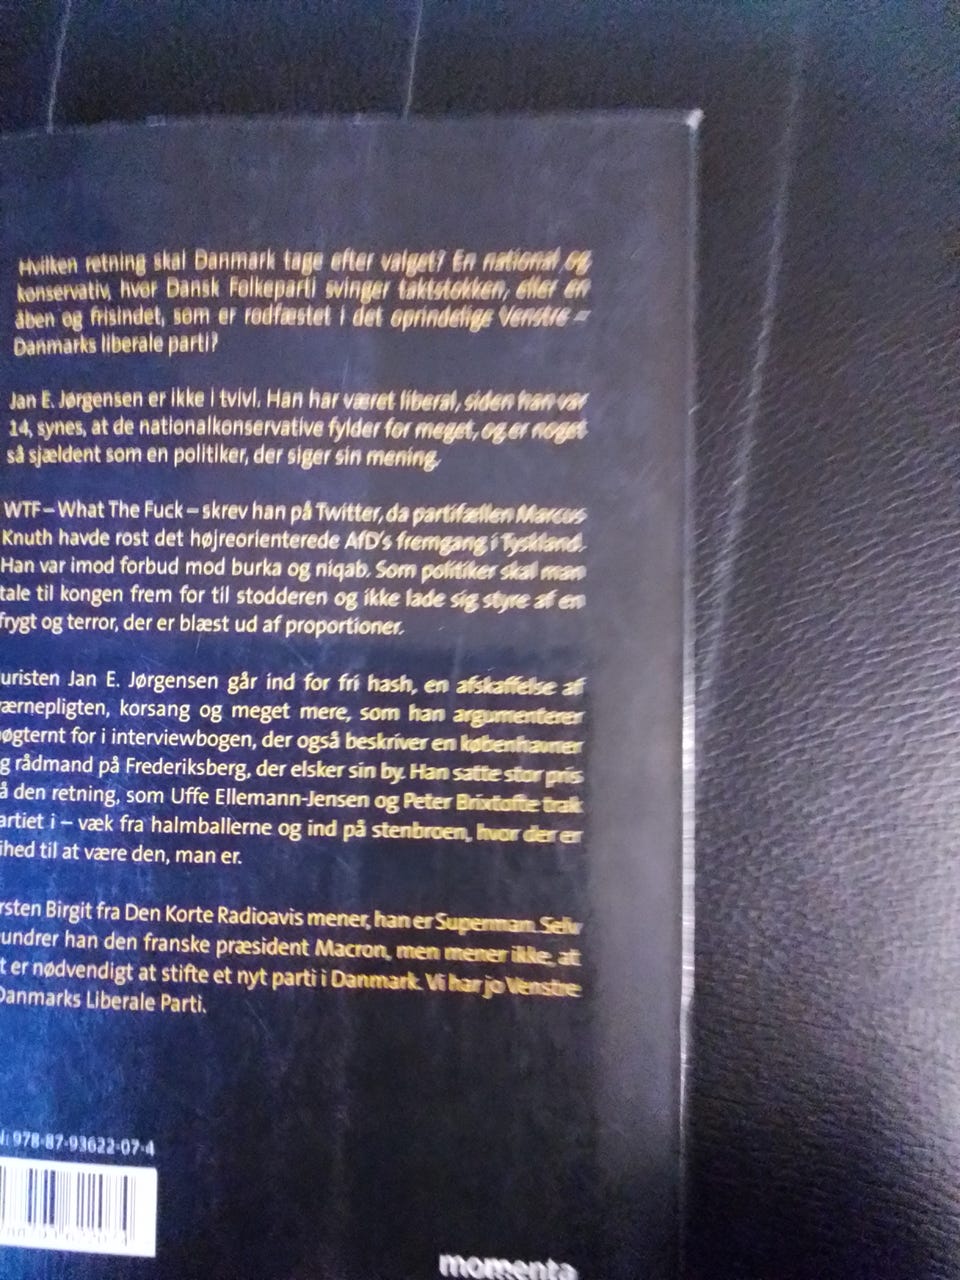 Hvilken retning skal Danmark tage efter valget? En national og
konservativ, hvor Dansk Folkeparti svinger taktstokken, eller en
åben og frisindet, som er rodfæstet i det oprindelige Venstre –
Danmarks liberale parti?
Jan E. Jørgensen er ikke i tvivl. Han har været liberal, siden han var
14, synes, at de nationalkonservative fylder for meget, og er noget
så sjældent som en politiker, der siger sin mening.
WTF – What The Fuck – skrev han på Twitter, da partifællen Marcus
Knuth havde rost det højreorienterede AfD's fremgang i Tyskland.
Han var imod forbud mod burka og niqab. Som politiker skal man
tale til kongen frem for til stodderen og ikke lade sig styre af en
frygt og terror, der er blæst ud af proportioner.
uristen Jan E. Jørgensen går ind for fri hash, en afskaffelse af
ærnepligten, korsang og meget mere, som han argumenterer
øgternt for i interviewbogen, der også beskriver en københavner
g rådmand på Frederiksberg, der elsker sin by. Han satte stor pris
å den retning, som Uffe Ellemann-Jensen og Peter Brixtofte trak
artiet i – væk fra halmballerne og ind på stenbroen, hvor der er
ihed til at være den, man er.
rsten Birgit fra Den Korte Radioavis mener, han er Superman. Selv
undrer han den franske præsident Macron, men mener ikke, at
t er nødvendigt at stifte et nyt parti i Danmark. Vi har jo Venstre
Danmarks Liberale Parti.
N: 978-87-93622-07-4
momenta